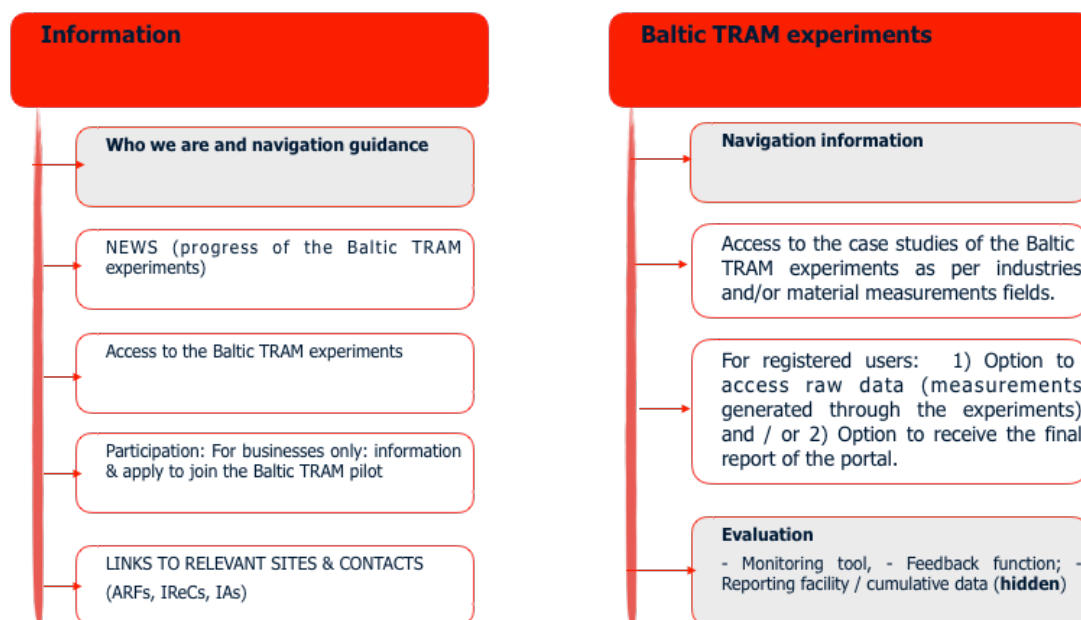 Information
Who we are and navigation guidance
NEWS (progress of the Baltic TRAM
experiments)
Access to the Baltic TRAM experiments
Participation: For businesses only: information
& apply to join the Baltic TRAM pilot
LINKS TO RELEVANT SITES & CONTACTS
(ARFs, IReCs, IAs)
Baltic TRAM experiments
Navigation information
Access to the case studies of the Baltic
TRAM experiments as per industries
and/or material measurements fields.
For registered users: 1) Option to
access raw data (measurements
generated through the experiments)
and / or 2) Option to receive the final
report of the portal.
Evaluation
- Monitoring tool, - Feedback function; -
Reporting facility / cumulative data (hidden)